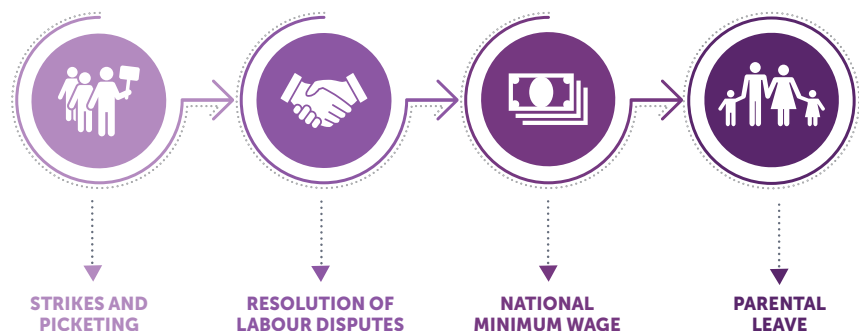 STRIKES AND
PICKETING
RESOLUTION OF
LABOUR DISPUTES
NATIONAL
MINIMUM WAGE
PARENTAL
LEAVE